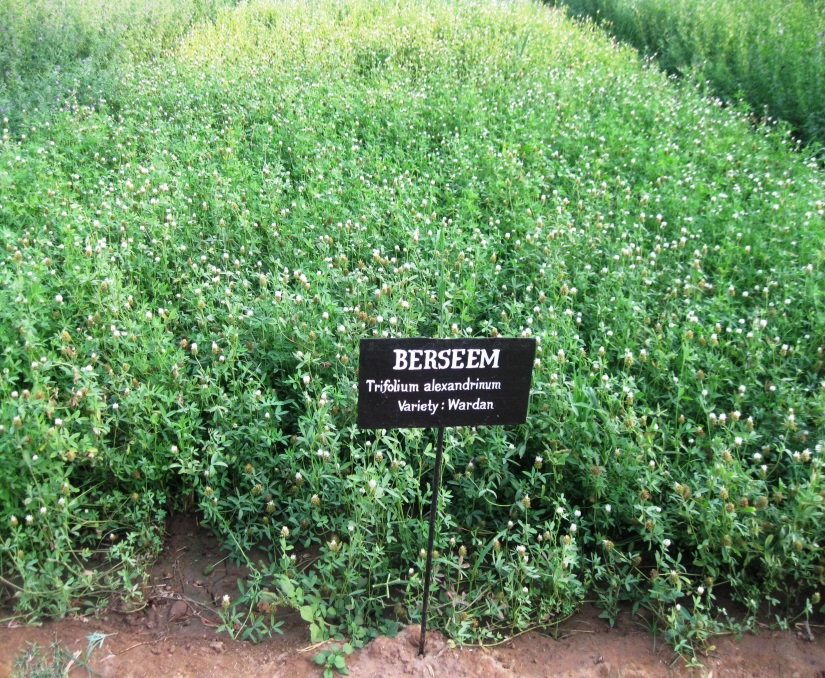 BERSEEM
Trifolium alexandrinum
Variety : Wardan